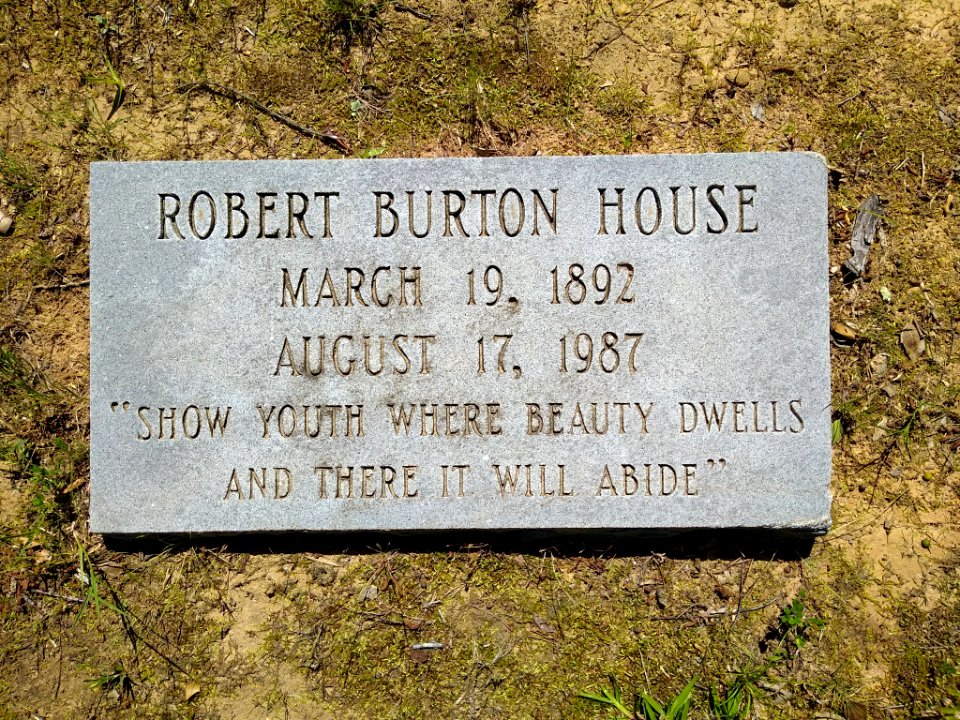 ROBERT BURTON HOUSE
MARCH 19, 1892
AUGUST 17, 1987
“SHOW YOUTH WHERE BEAUTY DWELLS
AND THERE IT WILL ABIDE”